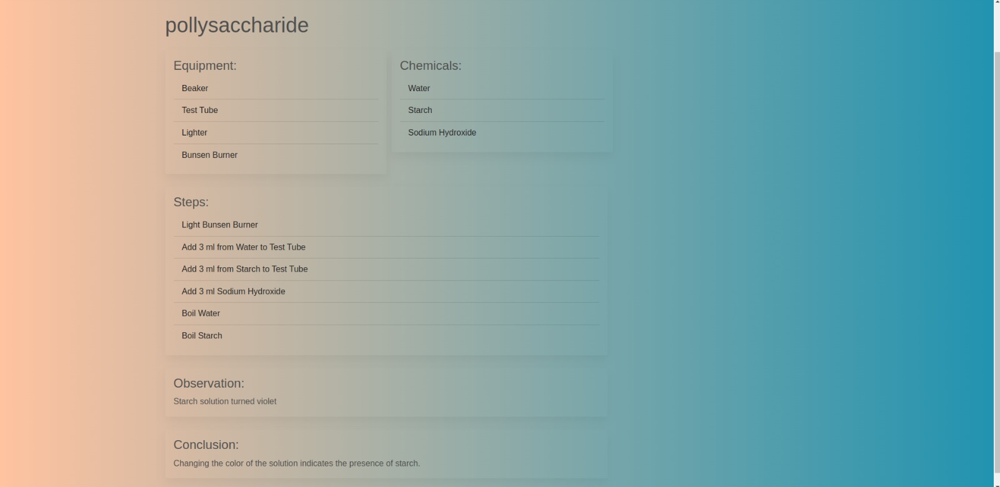 pollysaccharide
Equipment:
Beaker
Test Tube
Lighter
Bunsen Burner
Chemicals:
Water
Starch
Sodium Hydroxide
Steps:
Light Bunsen Burner
Add 3 ml from Water to Test Tube
Add 3 ml from Starch to Test Tube
Add 3 ml Sodium Hydroxide
Boil Water
Boil Starch
Observation:
Starch solution turned violet
Conclusion:
Changing the color of the solution indicates the presence of starch.